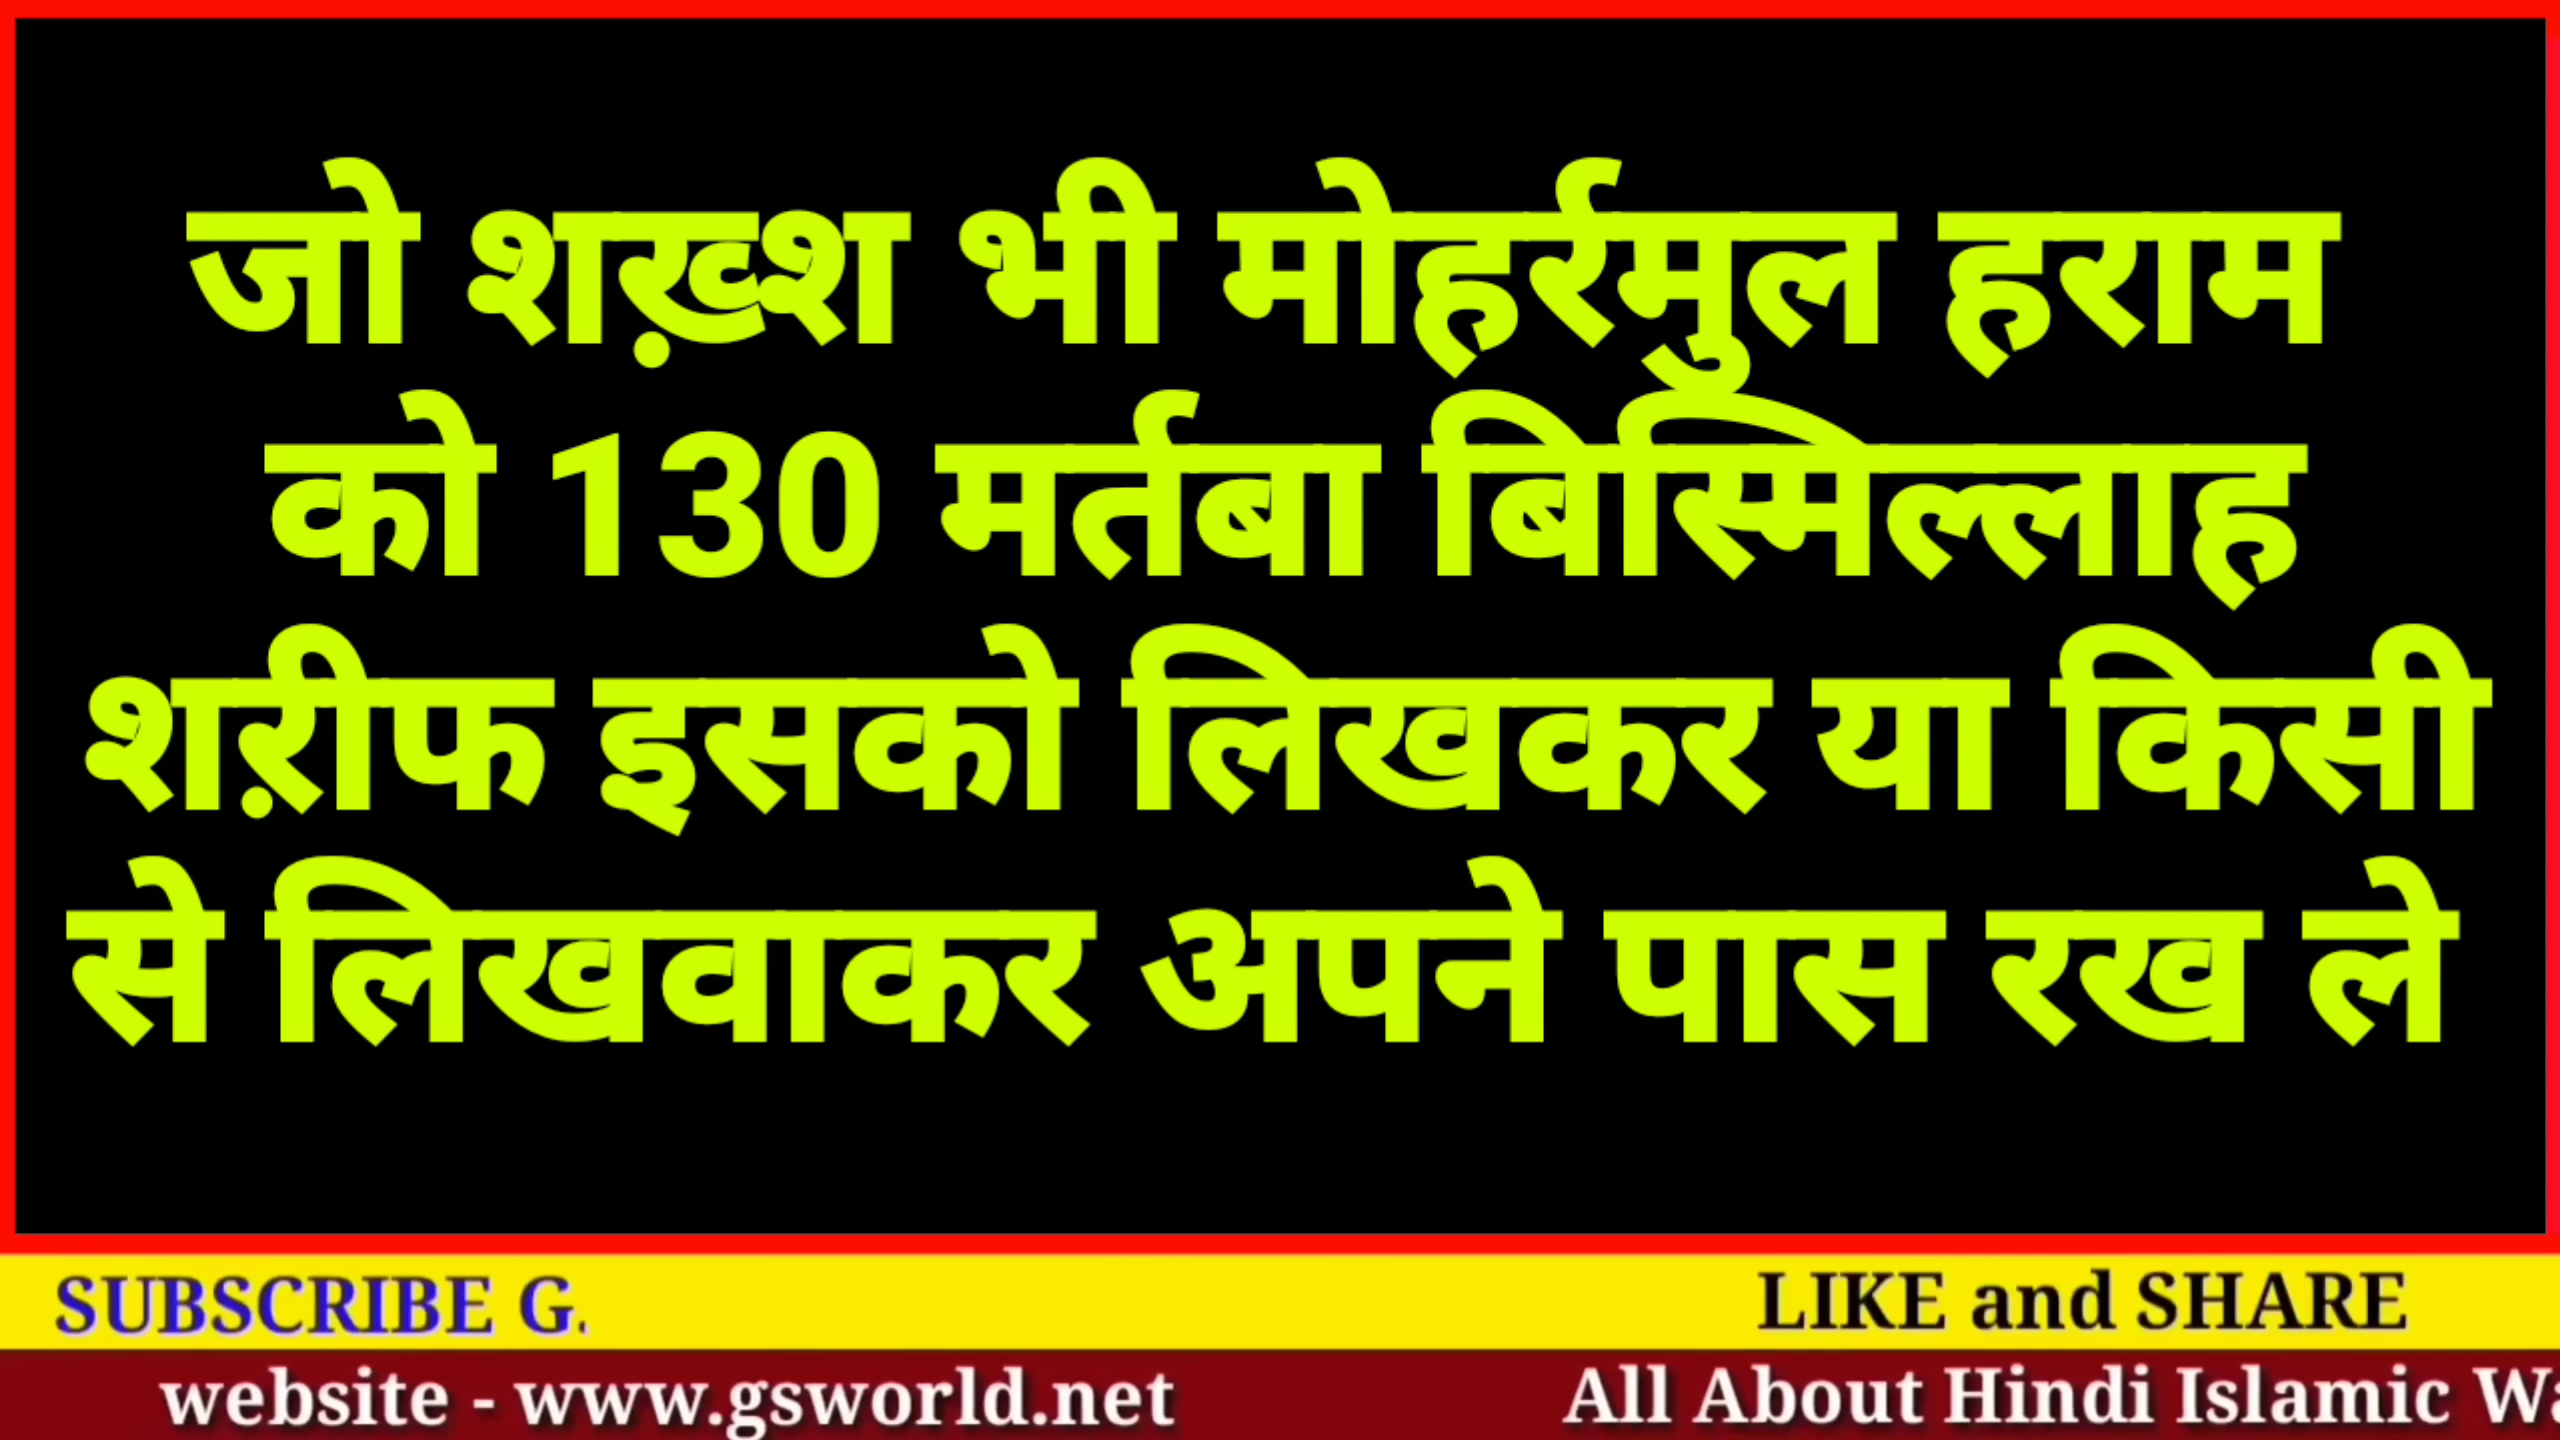 जो शख़्श भी मोहर्रमुल हराम
को 130 मर्तबा बिस्मिल्लाह
शऱीफ इसको लिखकर या किसी
से लिखवाकर अपने पास रख ले
SUBSCRIBE G. LIKE and SHARE
website - www.gsworld.net All About Hindi Islamic